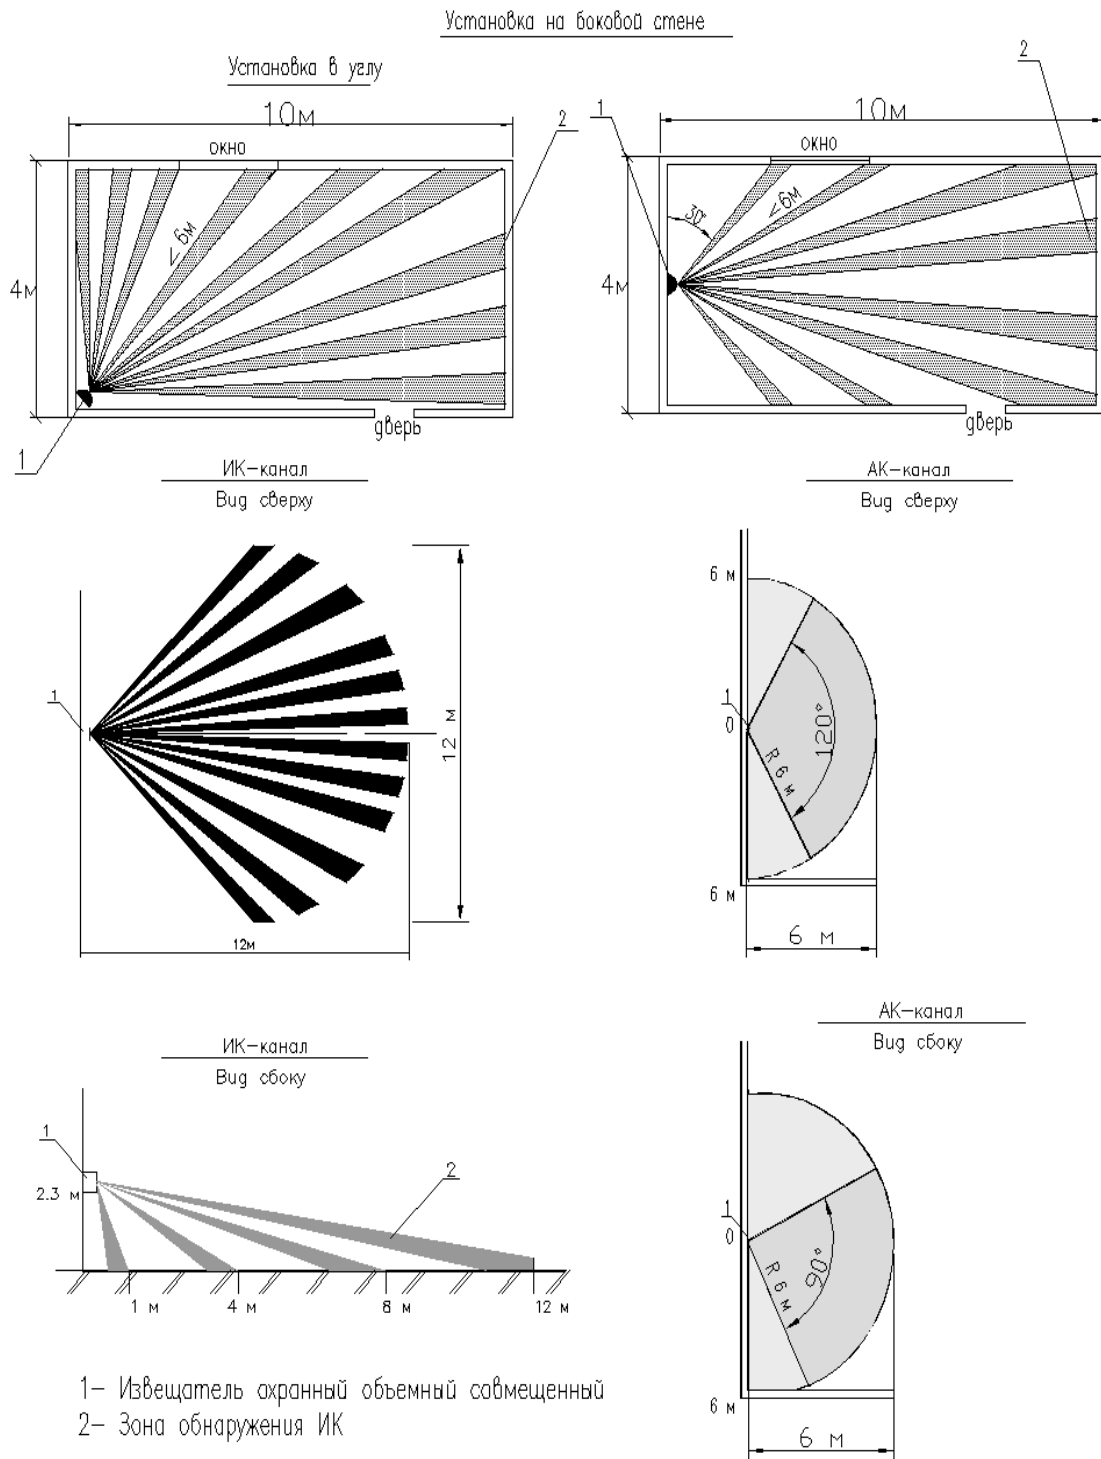 Установка на боковой стене
Установка в углу
10м
2
окно
4м
< 6м
дверь
1
2
1
10м
окно
30°
< 6м
4м
дверь
ИК-канал
Вид сверху
1
12 м
12м
АК-канал
Вид сверху
6 м
1
0
120°
R 6 м
6 м
6 м
ИК-канал
Вид сбоку
1
2.3 м
2
1 м
4 м
8 м
12 м
АК-канал
Вид сбоку
1
0
90°
R 6 м
6 м
6 м
1- Извещатель охранный объемный совмещенный
2- Зона обнаружения ИК